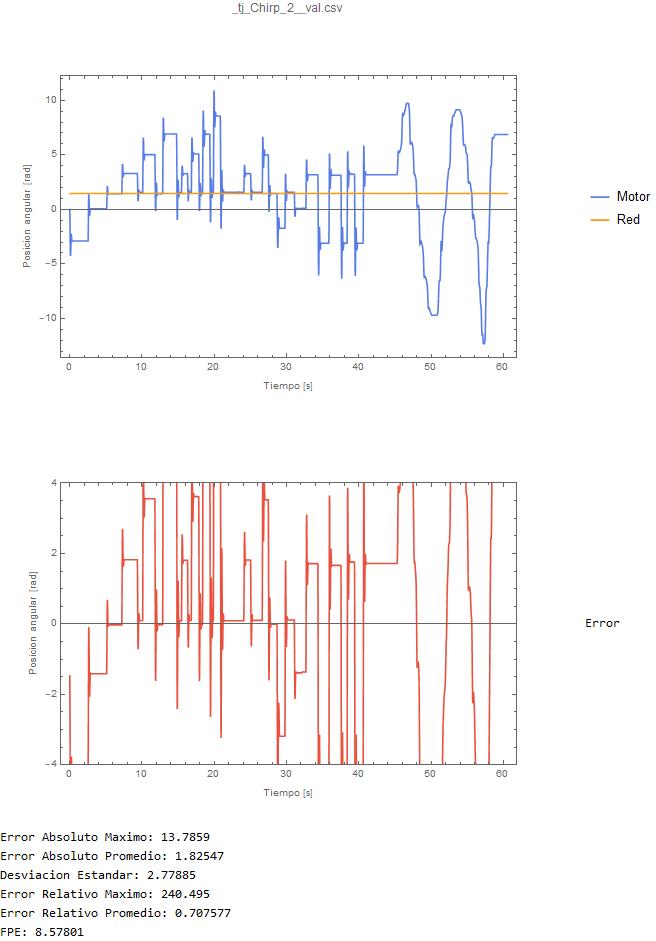 _tj_Chirp_2__val.csv
10
5
0
-5
-10
Posicion angular [rad]
0 10 20 30 40 50 60
Tiempo [s]
Motor
Red
4
2
0
-2
-4
Posicion angular [rad]
0 10 20 30 40 50 60
Tiempo [s]
Error
Error Absoluto Maximo: 13.7859
Error Absoluto Promedio: 1.82547
Desviacion Estandar: 2.77885
Error Relativo Maximo: 240.495
Error Relativo Promedio: 0.707577
FPE: 8.57801